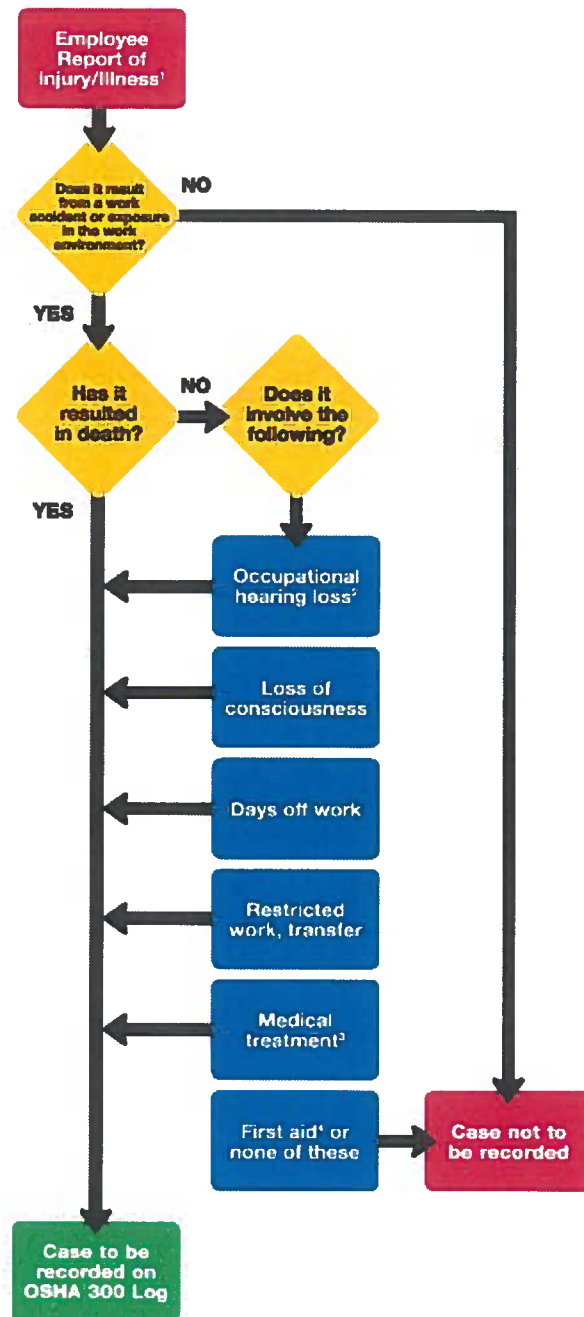 Employee
Report of
Injury/Illness¹
Does it result
from a work
accident or exposure
in the work
environment?
NO
YES
Has it
resulted
in death?
NO
Does it
involve the
following?
YES
Occupational
hearing loss²
Loss of
consciousness
Days off work
Restricted
work, transfer
Medical
treatment³
First aid⁴ or
none of these
Case not to
be recorded
Case to be
recorded on
OSHA 300 Log